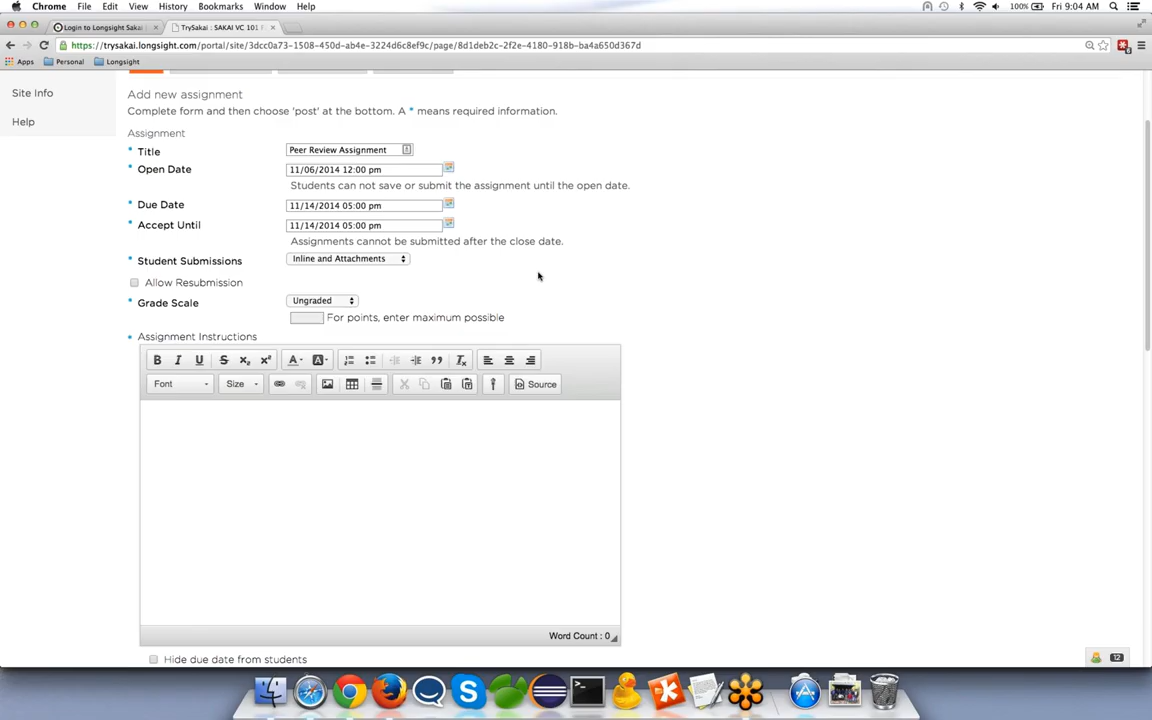 Chrome File Edit View History Bookmarks Window Help 100% Fri 9:04 AM
Login to Longsight Sakai TrySakai : SAKAI VC 101 F
https://trysakai.longsight.com/portal/site/3dcc0a73-1508-450d-ab4e-3224d6c8ef9c/page/8d1deb2c-2f2e-4180-918b-ba4a650d367d
Apps Personal Longsight
Site Info
Help
Add new assignment
Complete form and then choose 'post' at the bottom. A * means required information.
Assignment
* Title Peer Review Assignment
* Open Date 11/06/2014 12:00 pm
Students can not save or submit the assignment until the open date.
* Due Date 11/14/2014 05:00 pm
* Accept Until 11/14/2014 05:00 pm
Assignments cannot be submitted after the close date.
* Student Submissions Inline and Attachments
Allow Resubmission
* Grade Scale Ungraded
For points, enter maximum possible
* Assignment Instructions
B I U S x₂ x² A A
Font Size Source
Word Count : 0
Hide due date from students
12